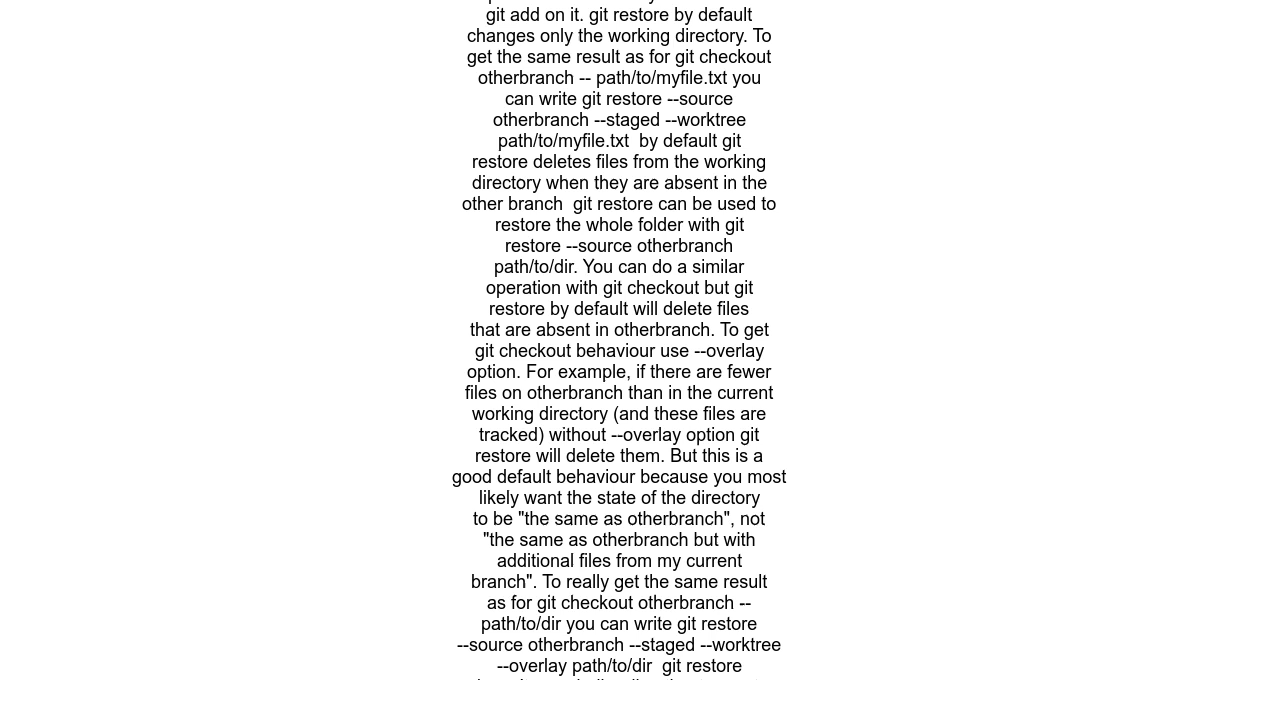 git add on it. git restore by default
changes only the working directory. To
get the same result as for git checkout
otherbranch -- path/to/myfile.txt you
can write git restore --source
otherbranch --staged --worktree
path/to/myfile.txt  by default git
restore deletes files from the working
directory when they are absent in the
other branch  git restore can be used to
restore the whole folder with git
restore --source otherbranch
path/to/dir. You can do a similar
operation with git checkout but git
restore by default will delete files
that are absent in otherbranch. To get
git checkout behaviour use --overlay
option. For example, if there are fewer
files on otherbranch than in the current
working directory (and these files are
tracked) without --overlay option git
restore will delete them. But this is a
good default behaviour because you most
likely want the state of the directory
to be "the same as otherbranch", not
"the same as otherbranch but with
additional files from my current
branch". To really get the same result
as for git checkout otherbranch --
path/to/dir you can write git restore
--source otherbranch --staged --worktree
--overlay path/to/dir  git restore